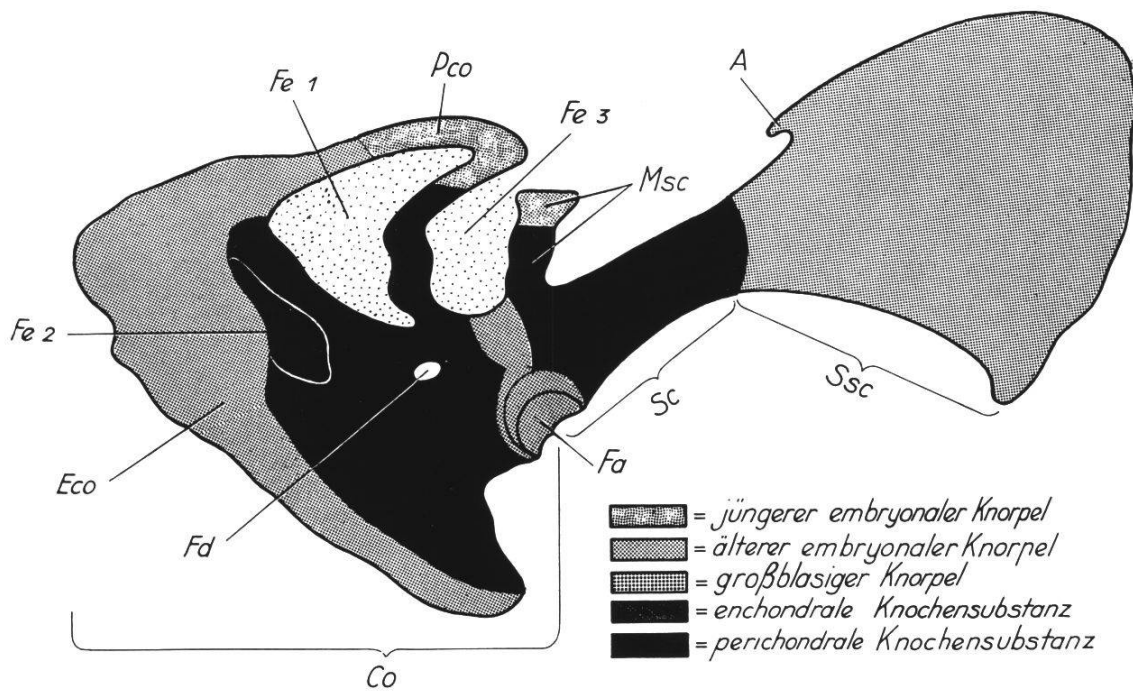 A
Pco
Fe 1
Fe 3
Msc
Fe 2
Sc
Ssc
Eco
Fa
Fd
Co
= jüngerer embryonaler Knorpel
= älterer embryonaler Knorpel
= großblasiger Knorpel
= enchondrale Knochensubstanz
= perichondrale Knochensubstanz